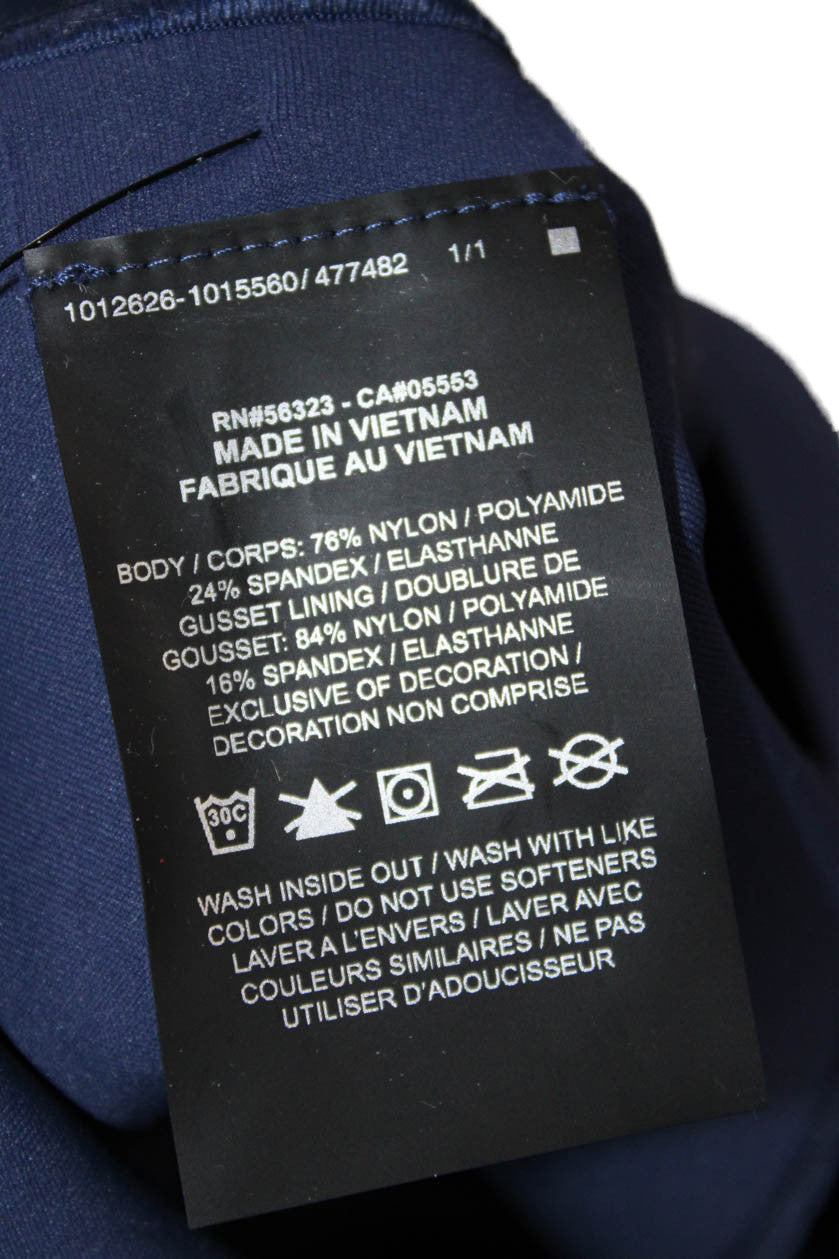 1012626-1015560/ 477482 1/1
RN#56323 - CA#05553
MADE IN VIETNAM
FABRIQUE AU VIETNAM
BODY / CORPS: 76% NYLON / POLYAMIDE
24% SPANDEX / ELASTHANNE
GUSSET LINING / DOUBLURE DE
GOUSSET: 84% NYLON / POLYAMIDE
16% SPANDEX / ELASTHANNE
EXCLUSIVE OF DECORATION /
DECORATION NON COMPRISE
30C
WASH INSIDE OUT / WASH WITH LIKE
COLORS / DO NOT USE SOFTENERS
LAVER A L'ENVERS / LAVER AVEC
COULEURS SIMILAIRES / NE PAS
UTILISER D'ADOUCISSEUR